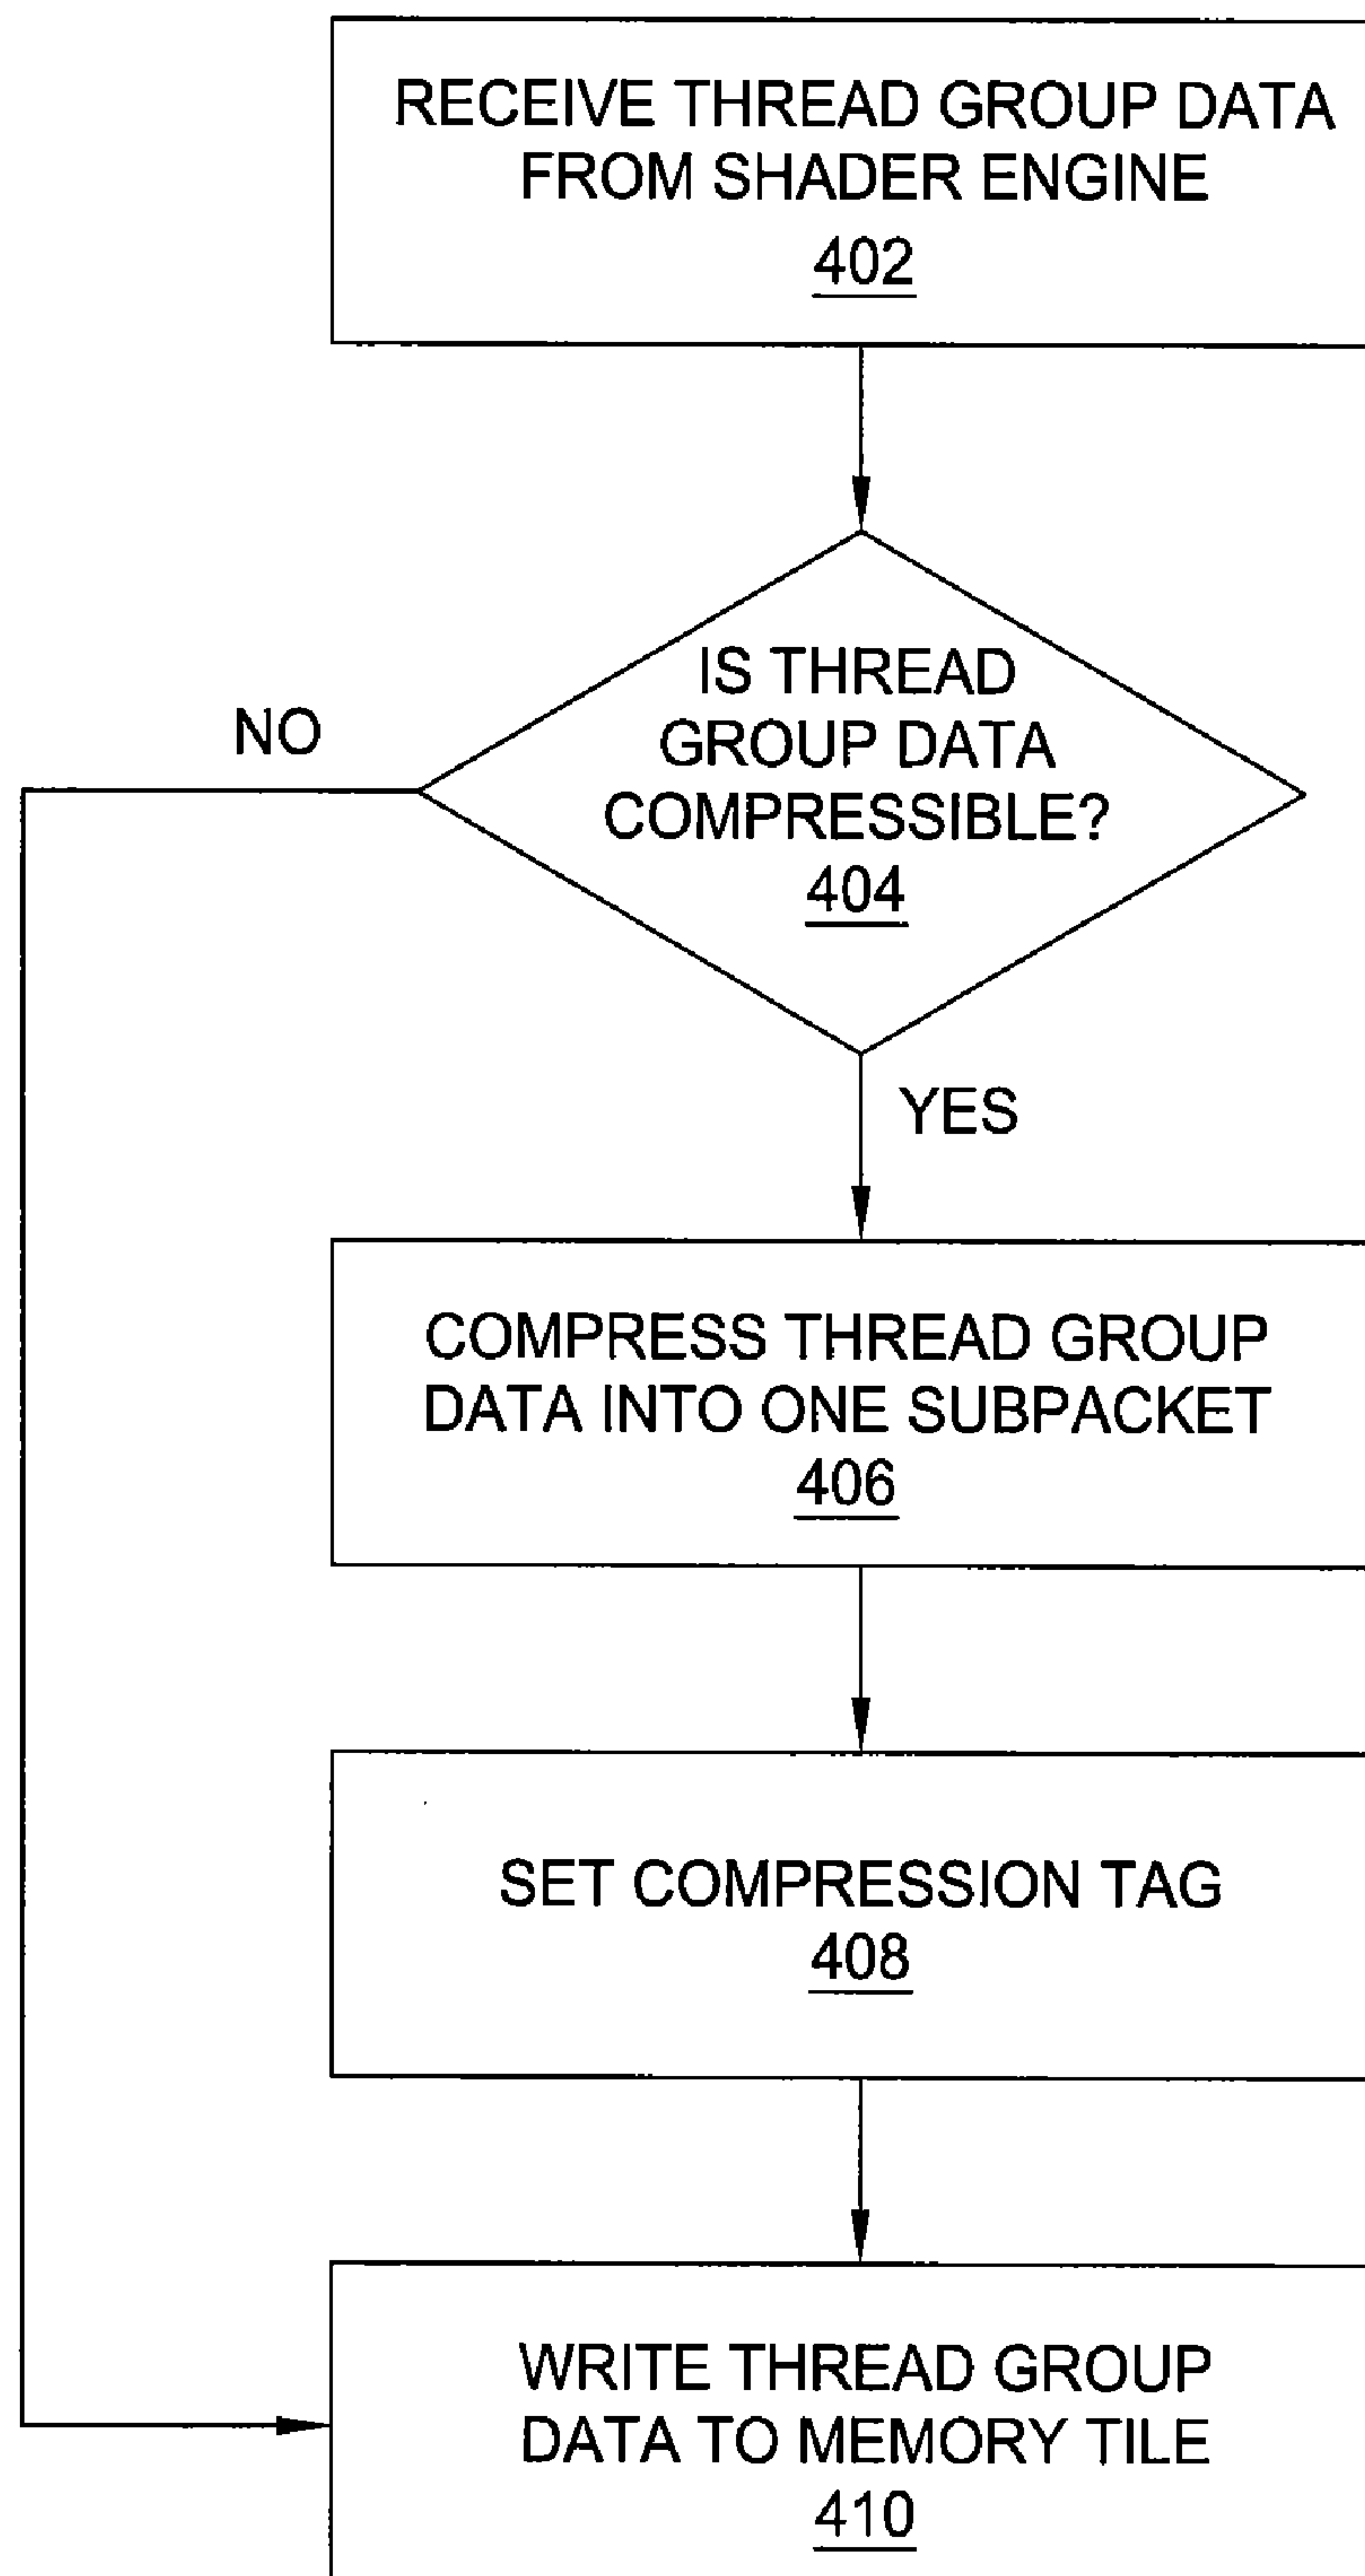 RECEIVE THREAD GROUP DATA
FROM SHADER ENGINE
402
IS THREAD
GROUP DATA
COMPRESSIBLE?
404
NO
YES
COMPRESS THREAD GROUP
DATA INTO ONE SUBPACKET
406
SET COMPRESSION TAG
408
WRITE THREAD GROUP
DATA TO MEMORY TILE
410